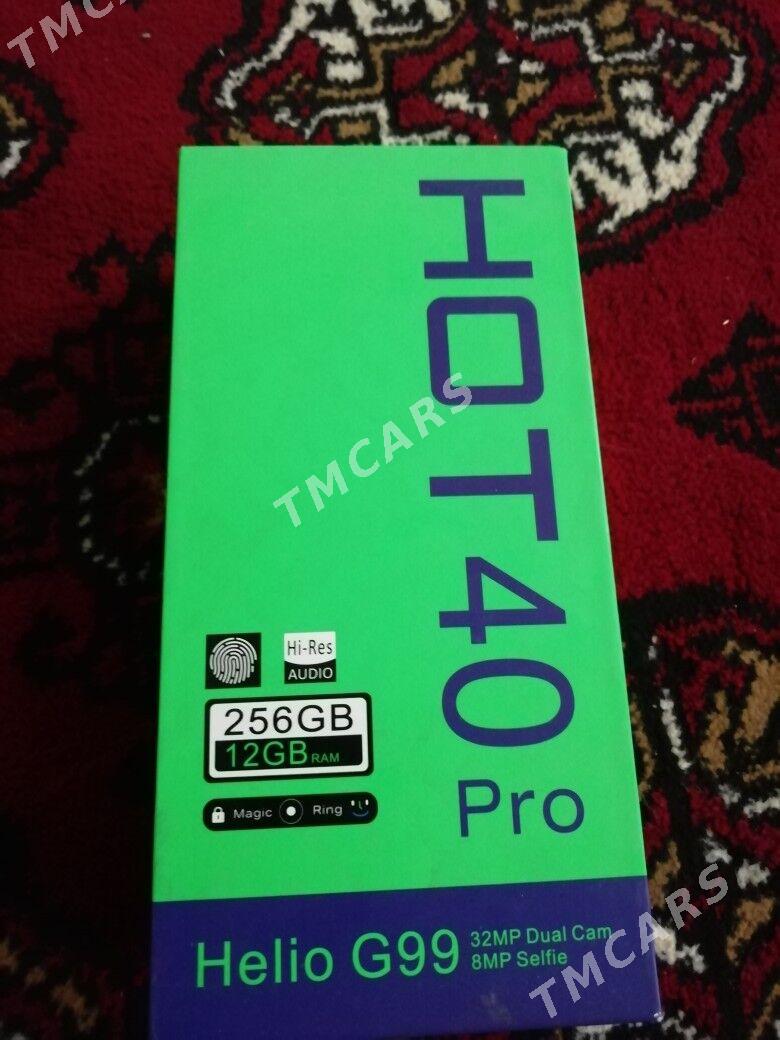 TMCARS
HOT 40 Pro
TMCARS
Hi-Res
AUDIO
256GB
12GB RAM
Magic Ring
Helio G99
32MP Dual Cam
8MP Selfie
TMCARS